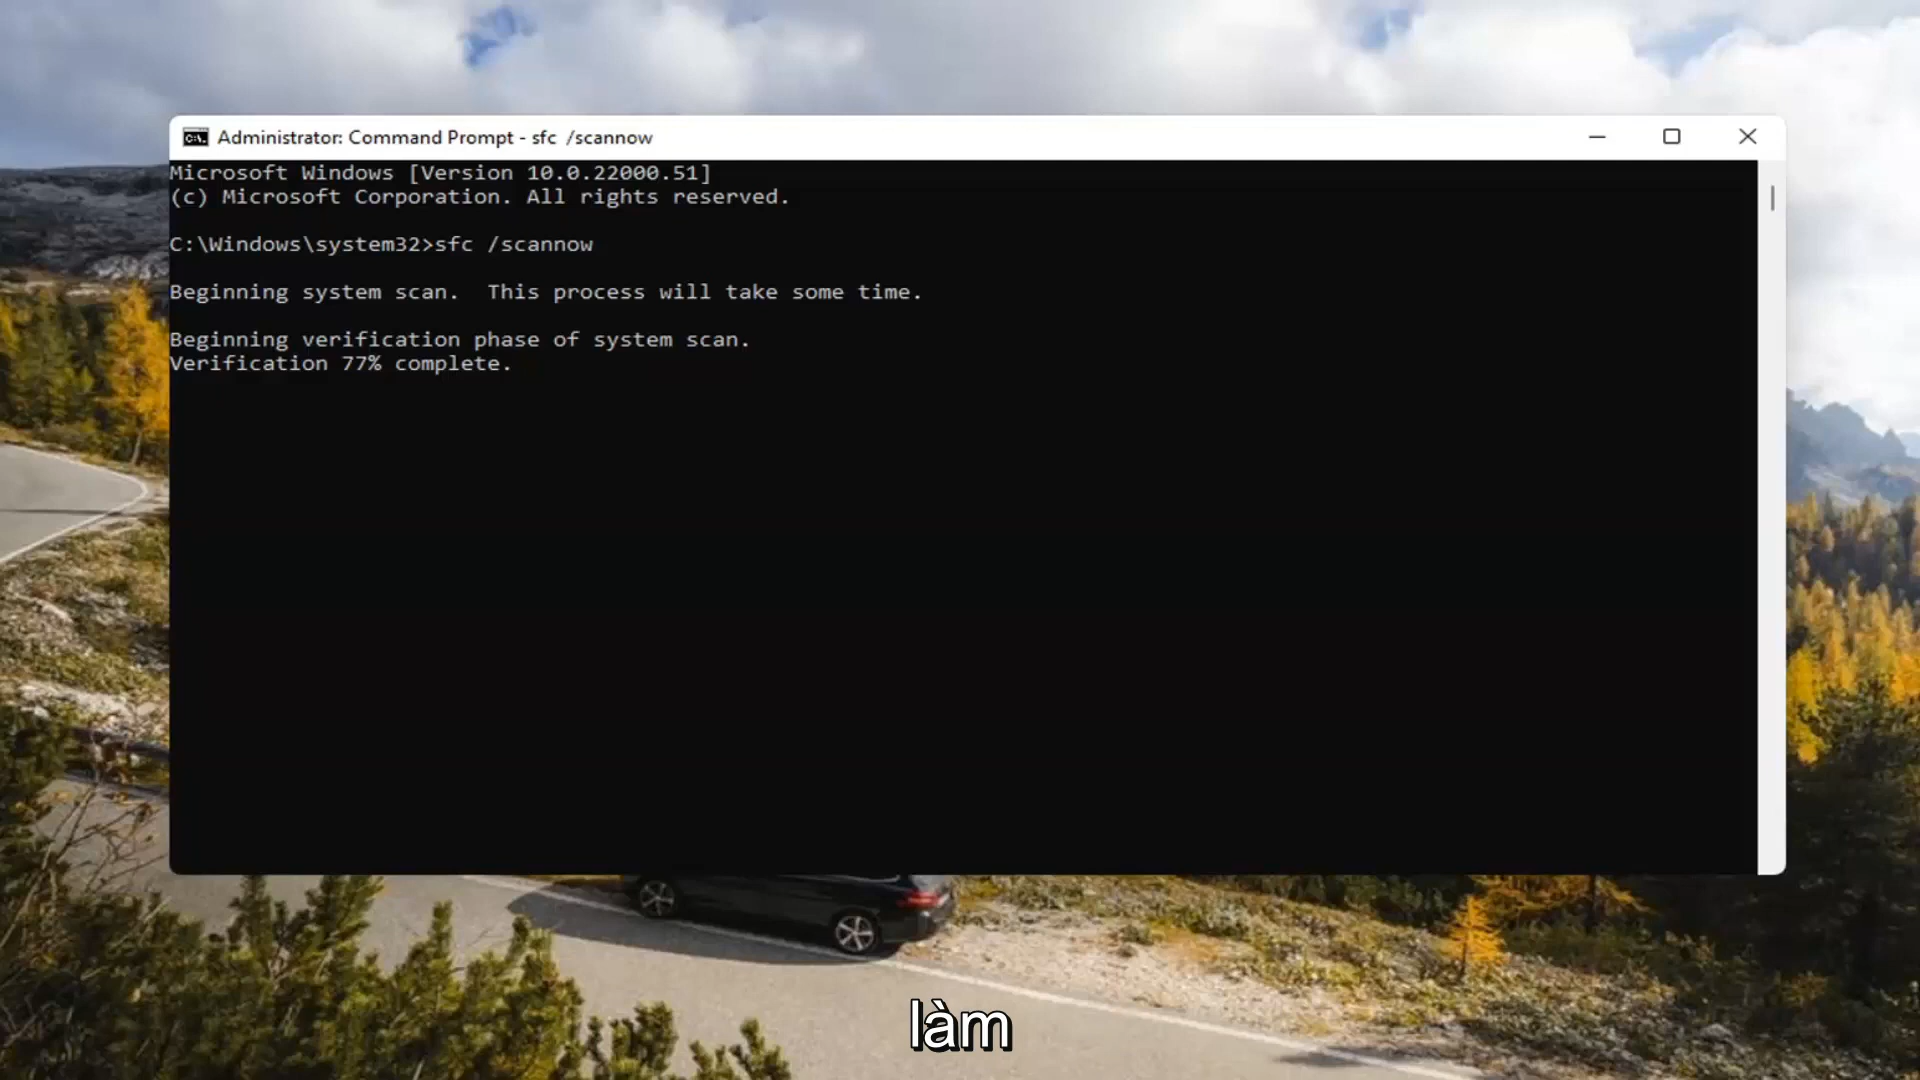 Administrator: Command Prompt - sfc  /scannow
Microsoft Windows [Version 10.0.22000.51]
(c) Microsoft Corporation. All rights reserved.
C:\Windows\system32>sfc /scannow
Beginning system scan.  This process will take some time.
Beginning verification phase of system scan.
Verification 77% complete.
làm